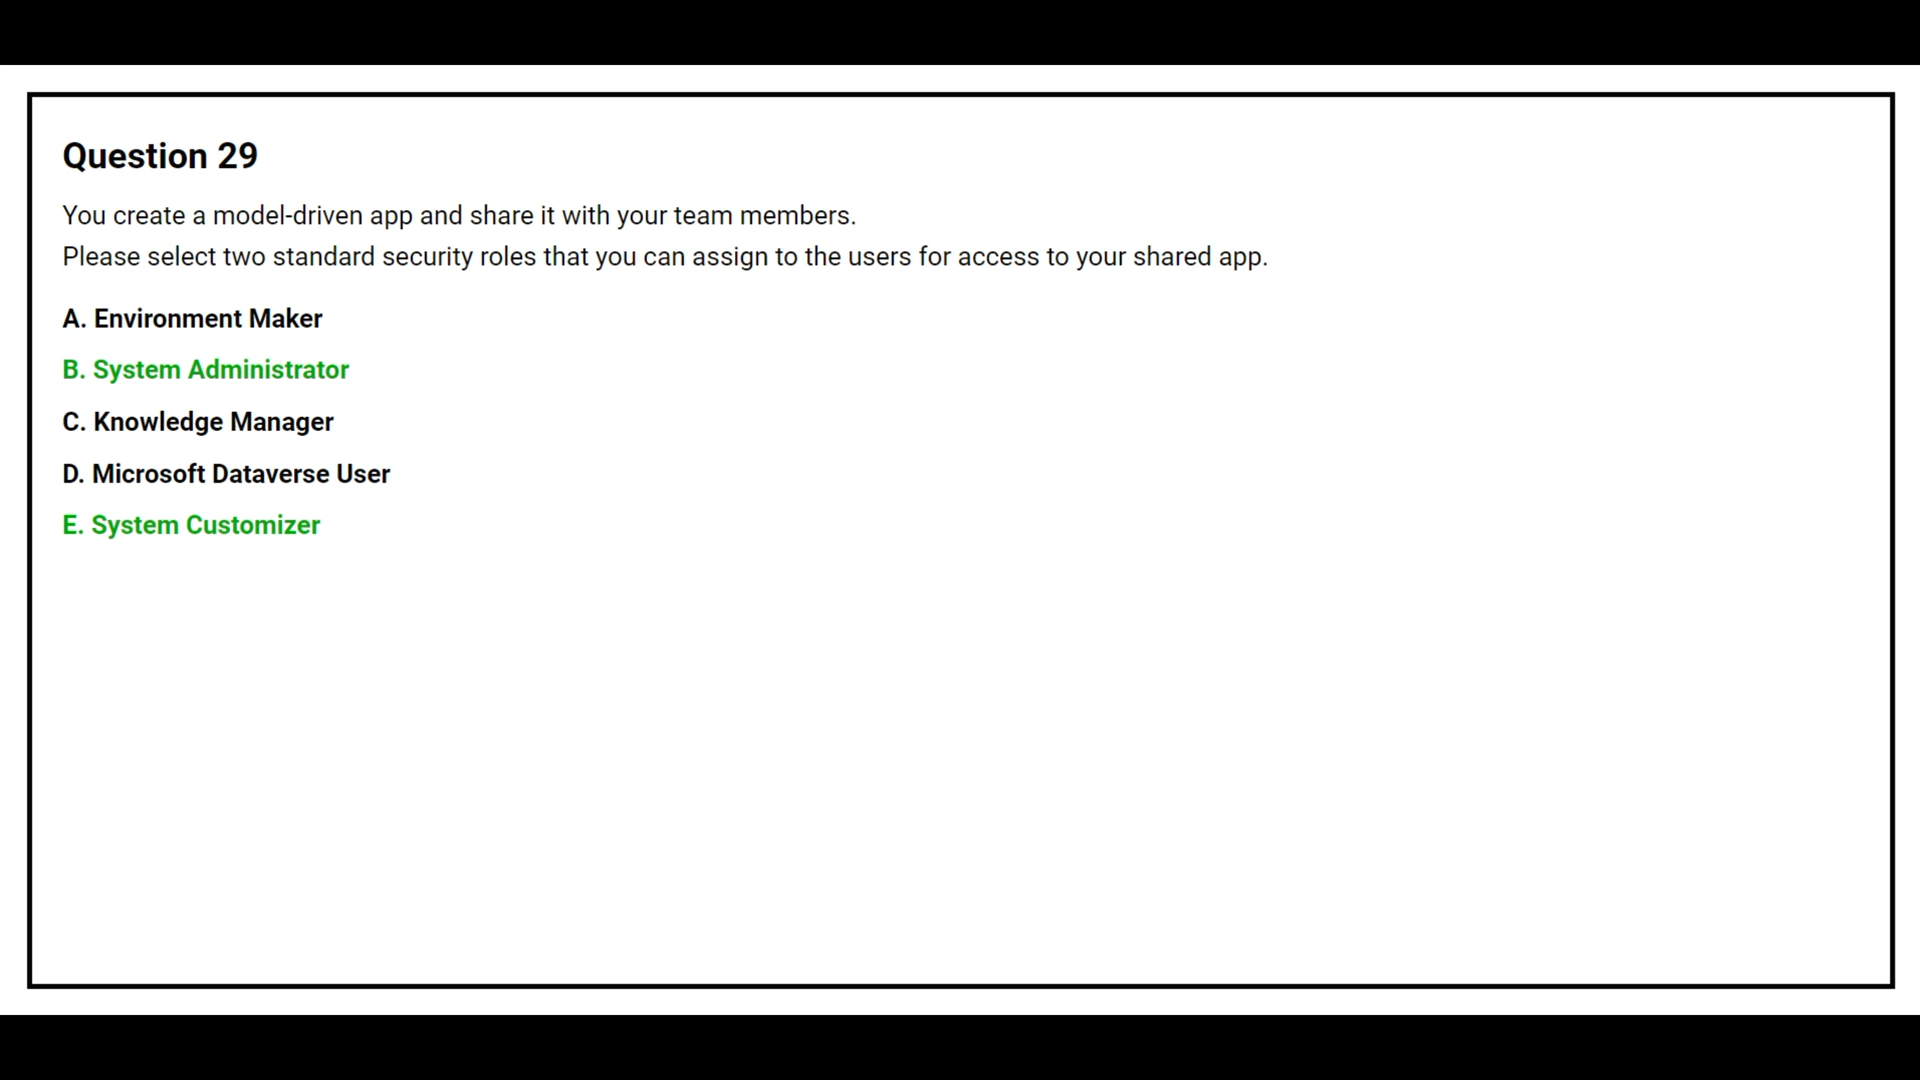 Question 29
You create a model-driven app and share it with your team members.
Please select two standard security roles that you can assign to the users for access to your shared app.
A. Environment Maker
B. System Administrator
C. Knowledge Manager
D. Microsoft Dataverse User
E. System Customizer